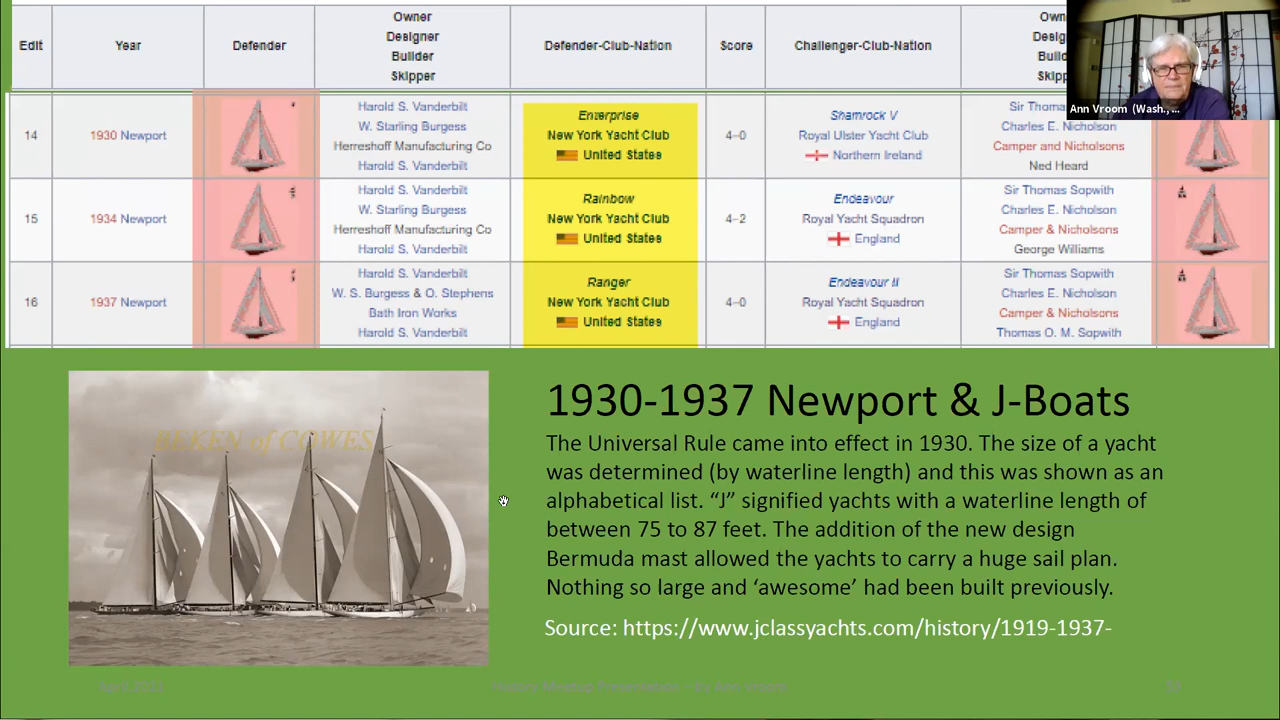 Edit Year Defender Owner Defender-Club-Nation Score Challenger-Club-Nation
Designer
Builder
Skipper
14 1930 Newport Harold S. Vanderbilt Enterprise 4–0 Shamrock V
W. Starling Burgess New York Yacht Club Royal Ulster Yacht Club Charles E. Nicholson
Herreshoff Manufacturing Co United States Northern Ireland Camper and Nicholsons
Harold S. Vanderbilt Ned Heard
15 1934 Newport Harold S. Vanderbilt Rainbow 4–2 Endeavour Sir Thomas Sopwith
W. Starling Burgess New York Yacht Club Royal Yacht Squadron Charles E. Nicholson
Herreshoff Manufacturing Co United States England Camper & Nicholsons
Harold S. Vanderbilt George Williams
16 1937 Newport Harold S. Vanderbilt Ranger 4–0 Endeavour II Sir Thomas Sopwith
W. S. Burgess & O. Stephens New York Yacht Club Royal Yacht Squadron Charles E. Nicholson
Bath Iron Works United States England Camper & Nicholsons
Harold S. Vanderbilt Thomas O. M. Sopwith
Ann Vroom (Wash., ...
BEKEN of COWES
1930-1937 Newport & J-Boats
The Universal Rule came into effect in 1930. The size of a yacht
was determined (by waterline length) and this was shown as an
alphabetical list. “J” signified yachts with a waterline length of
between 75 to 87 feet. The addition of the new design
Bermuda mast allowed the yachts to carry a huge sail plan.
Nothing so large and ‘awesome’ had been built previously.
Source: https://www.jclassyachts.com/history/1919-1937-
History Meetup Presentation – by Ann Vroom